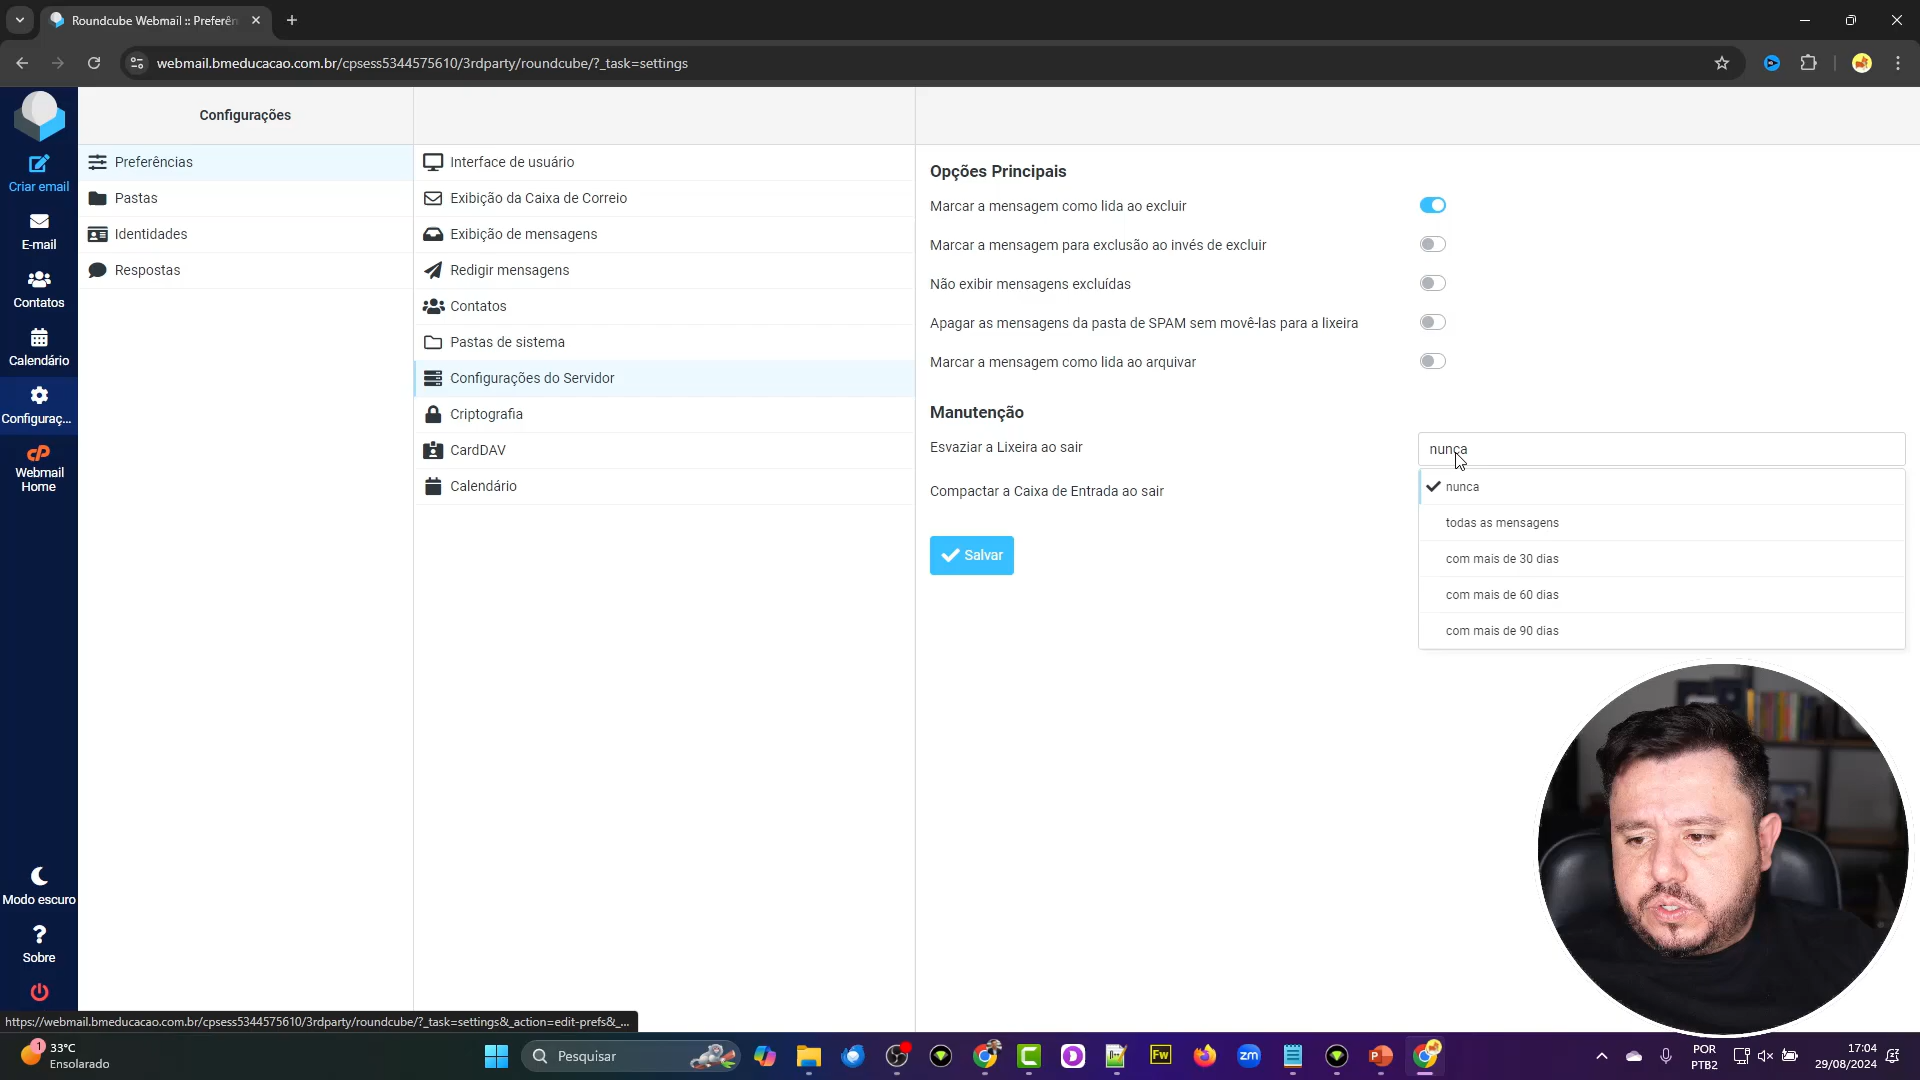 Roundcube Webmail :: Preferên
webmail.bmeducacao.com.br/cpsess5344575610/3rdparty/roundcube/?_task=settings
Criar email
E-mail
Contatos
Calendário
Configuraç...
cP
Webmail
Home
Modo escuro
Sobre
Configurações
Preferências
Pastas
Identidades
Respostas
Interface de usuário
Exibição da Caixa de Correio
Exibição de mensagens
Redigir mensagens
Contatos
Pastas de sistema
Configurações do Servidor
Criptografia
CardDAV
Calendário
Opções Principais
Marcar a mensagem como lida ao excluir
Marcar a mensagem para exclusão ao invés de excluir
Não exibir mensagens excluídas
Apagar as mensagens da pasta de SPAM sem movê-las para a lixeira
Marcar a mensagem como lida ao arquivar
Manutenção
Esvaziar a Lixeira ao sair
nunca
nunca
todas as mensagens
com mais de 30 dias
com mais de 60 dias
com mais de 90 dias
Compactar a Caixa de Entrada ao sair
Salvar
https://webmail.bmeducacao.com.br/cpsess5344575610/3rdparty/roundcube/?_task=settings&_action=edit-prefs&_...
1
33°C
Ensolarado
Pesquisar
Fw
zm
POR
PTB2
17:04
29/08/2024